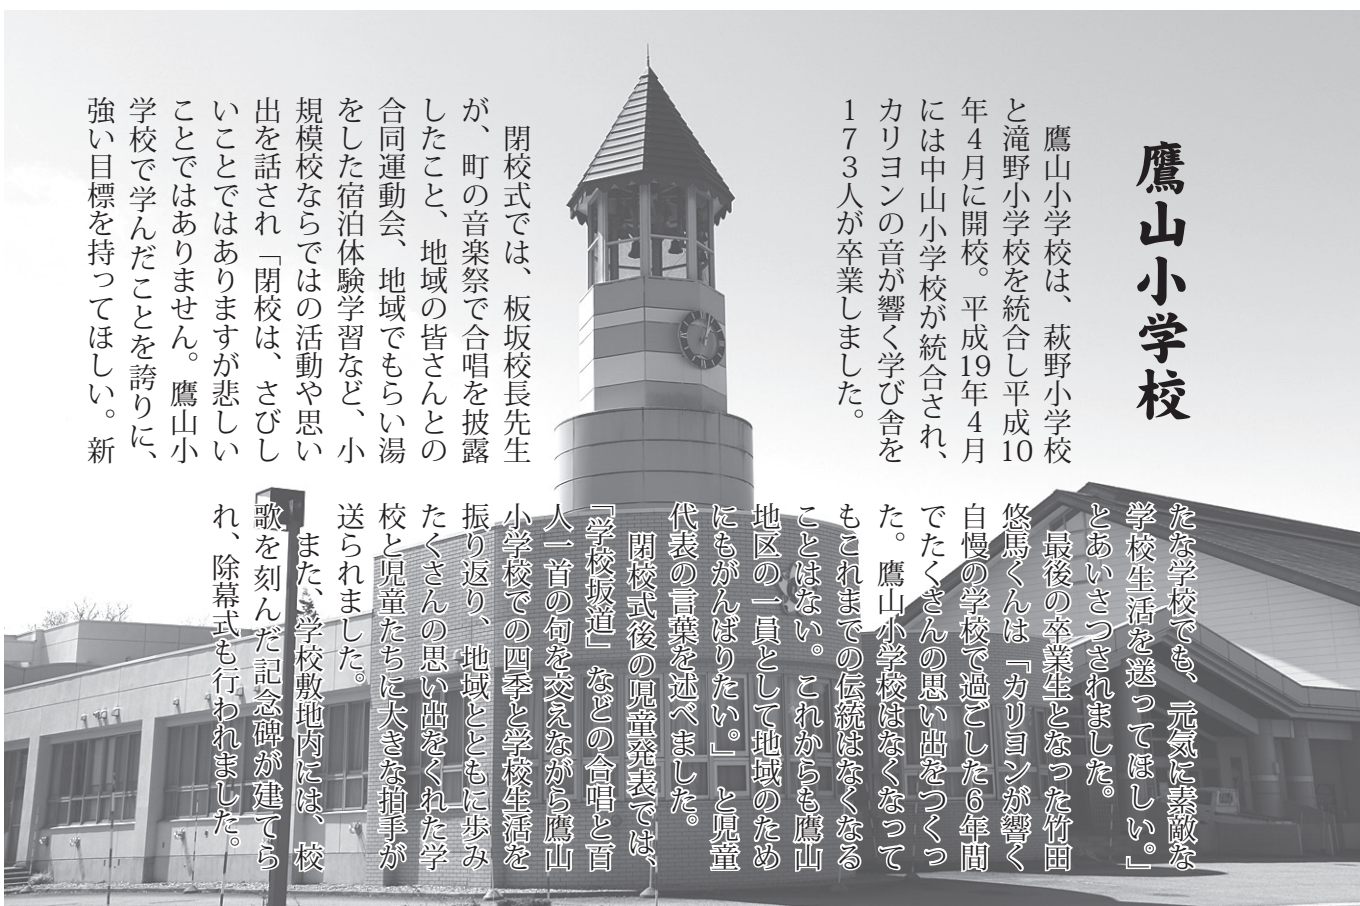 鷹山小学校
鷹山小学校は、萩野小学校
と滝野小学校を統合し平成10
年4月に開校。平成19年4月
には中山小学校が統合され、
カリヨンの音が響く学び舎を
173人が卒業しました。
閉校式では、板坂校長先生
が、町の音楽祭で合唱を披露
したこと、地域の皆さんとの
合同運動会、地域でもらい湯
をした宿泊体験学習など、小
規模校ならではの活動や思い
出を話され「閉校は、さびし
いことではありますが悲しい
ことではありません。鷹山小
学校で学んだことを誇りに、
強い目標を持ってほしい。新
たな学校でも、元気に素敵な
学校生活を送ってほしい。」
とあいさつされました。
最後の卒業生となった竹田
悠馬くんは「カリヨンが響く
自慢の学校で過ごした6年間
でたくさんの思い出をつくっ
た。鷹山小学校はなくなって
もこれまでの伝統はなくなる
ことはない。これからも鷹山
地区の一員として地域のため
にもがんばりたい。」と児童
代表の言葉を述べました。
閉校式後の児童発表では、
「学校坂道」などの合唱と百
人一首の句を交えながら鷹山
小学校での四季と学校生活を
振り返り、地域とともに歩み
たくさんの思い出をくれた学
校と児童たちに大きな拍手が
送られました。
また、学校敷地内には、校
歌を刻んだ記念碑が建てら
れ、除幕式も行われました。